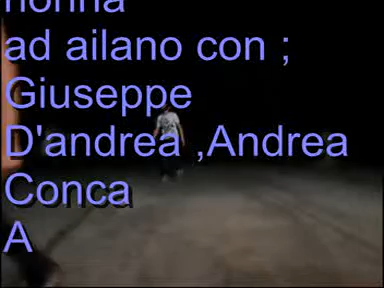 nonna
ad ailano con ;
Giuseppe
D'andrea ,Andrea
Conca
A